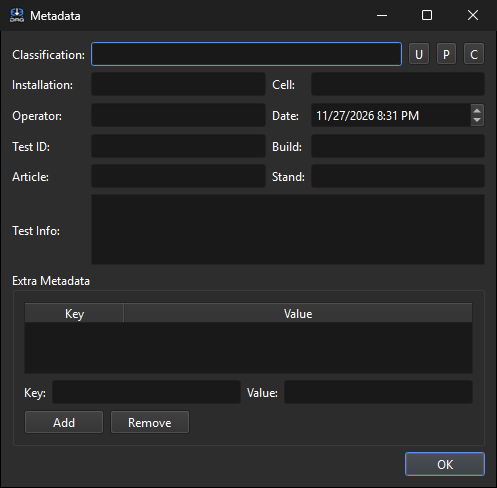 DAQ Metadata
Classification: U P C
Installation: Cell:
Operator: Date: 11/27/2026 8:31 PM
Test ID: Build:
Article: Stand:
Test Info:
Extra Metadata
Key Value
Key: Value:
Add Remove
OK